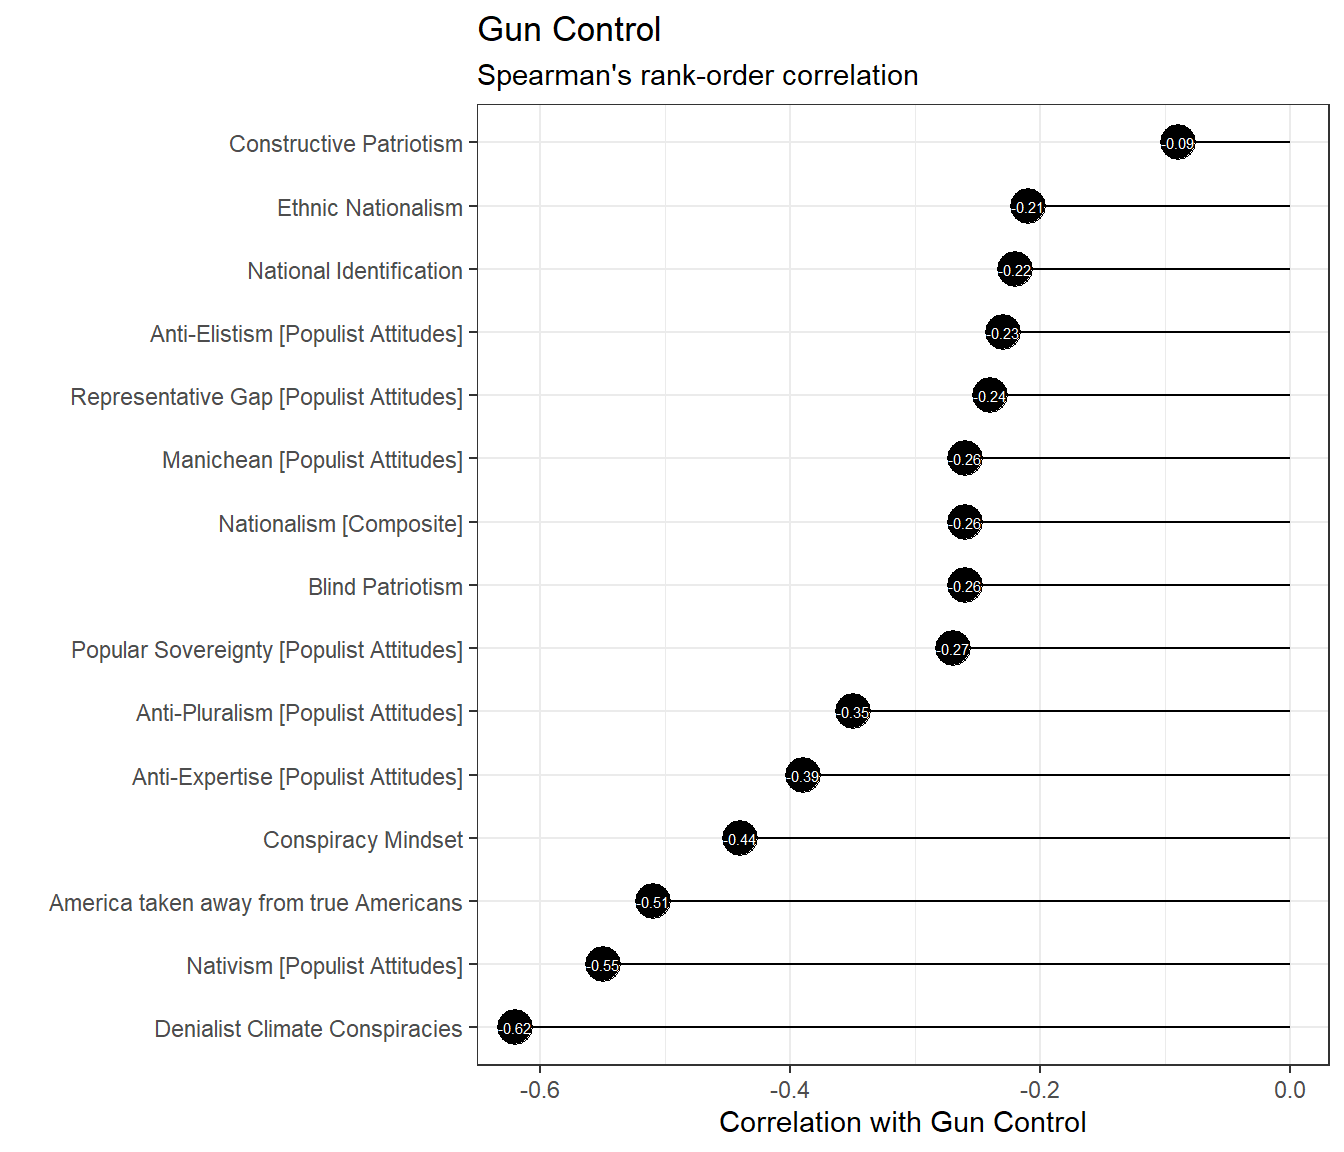 Gun Control
Spearman's rank-order correlation
Constructive Patriotism -0.09
Ethnic Nationalism -0.21
National Identification -0.22
Anti-Elistism [Populist Attitudes] -0.23
Representative Gap [Populist Attitudes] -0.24
Manichean [Populist Attitudes] -0.26
Nationalism [Composite] -0.26
Blind Patriotism -0.26
Popular Sovereignty [Populist Attitudes] -0.27
Anti-Pluralism [Populist Attitudes] -0.35
Anti-Expertise [Populist Attitudes] -0.39
Conspiracy Mindset -0.44
America taken away from true Americans -0.51
Nativism [Populist Attitudes] -0.55
Denialist Climate Conspiracies -0.62
-0.6 -0.4 -0.2 0.0
Correlation with Gun Control